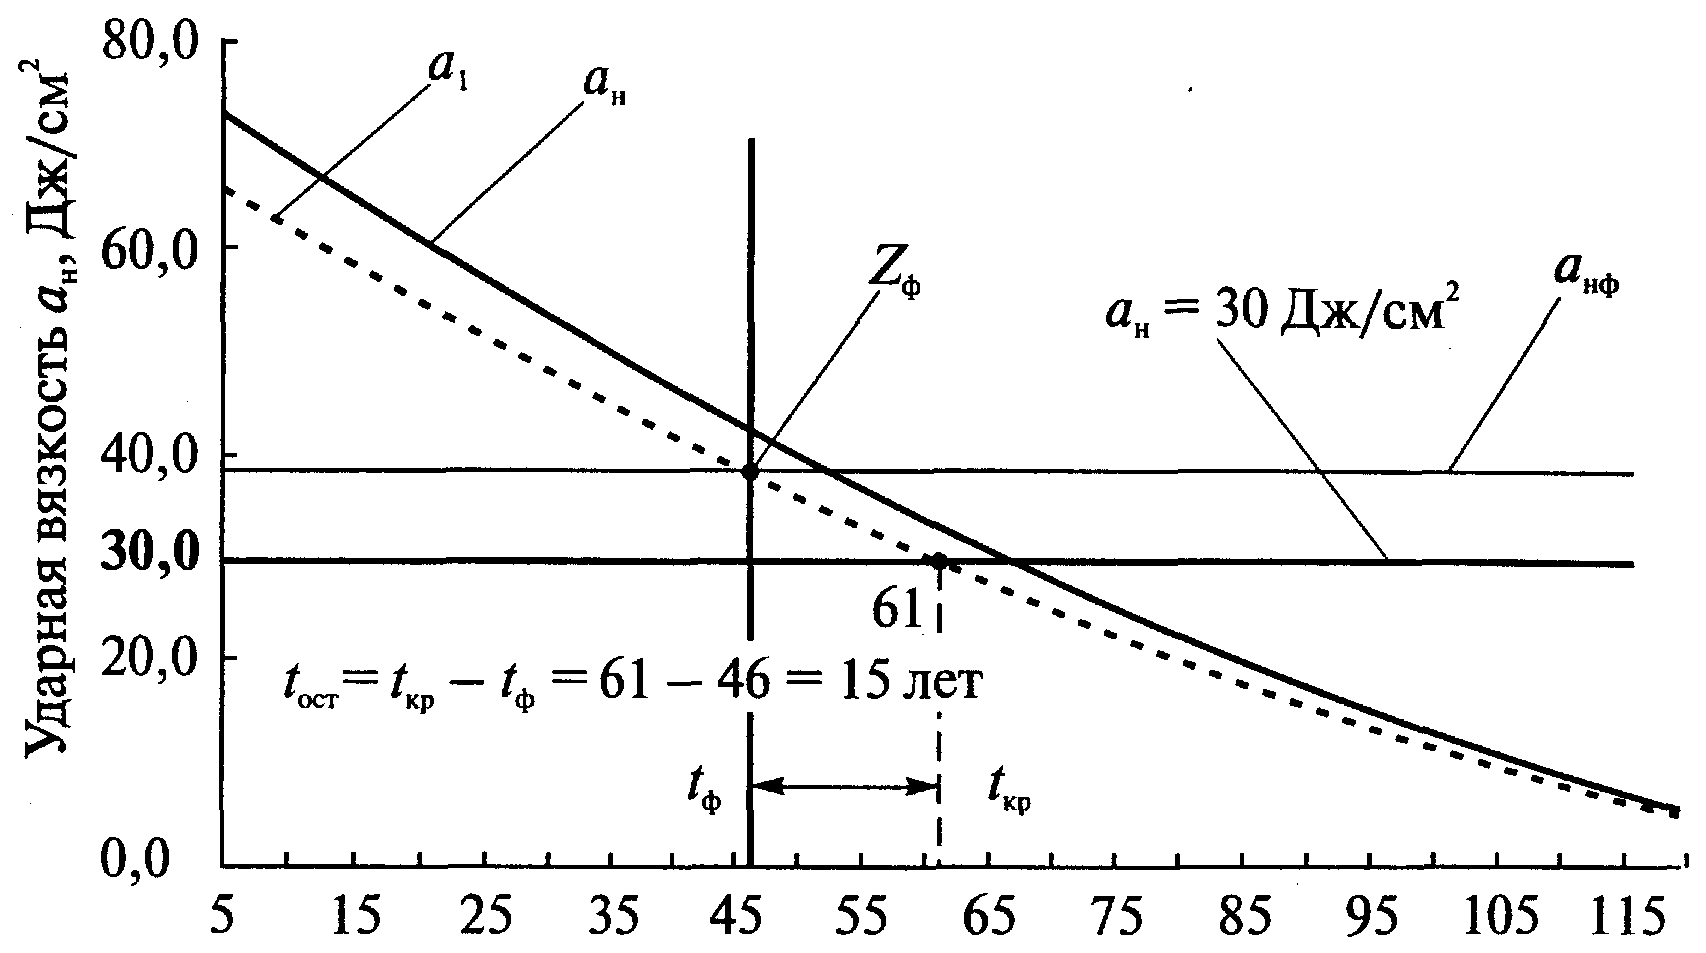 Ударная вязкость aн, Дж/см²
80,0
60,0
40,0
30,0
20,0
0,0
a₁
aн
Zф
aнф
aн = 30 Дж/см²
61
tост = tкр – tф = 61 – 46 = 15 лет
tф
tкр
5 15 25 35 45 55 65 75 85 95 105 115